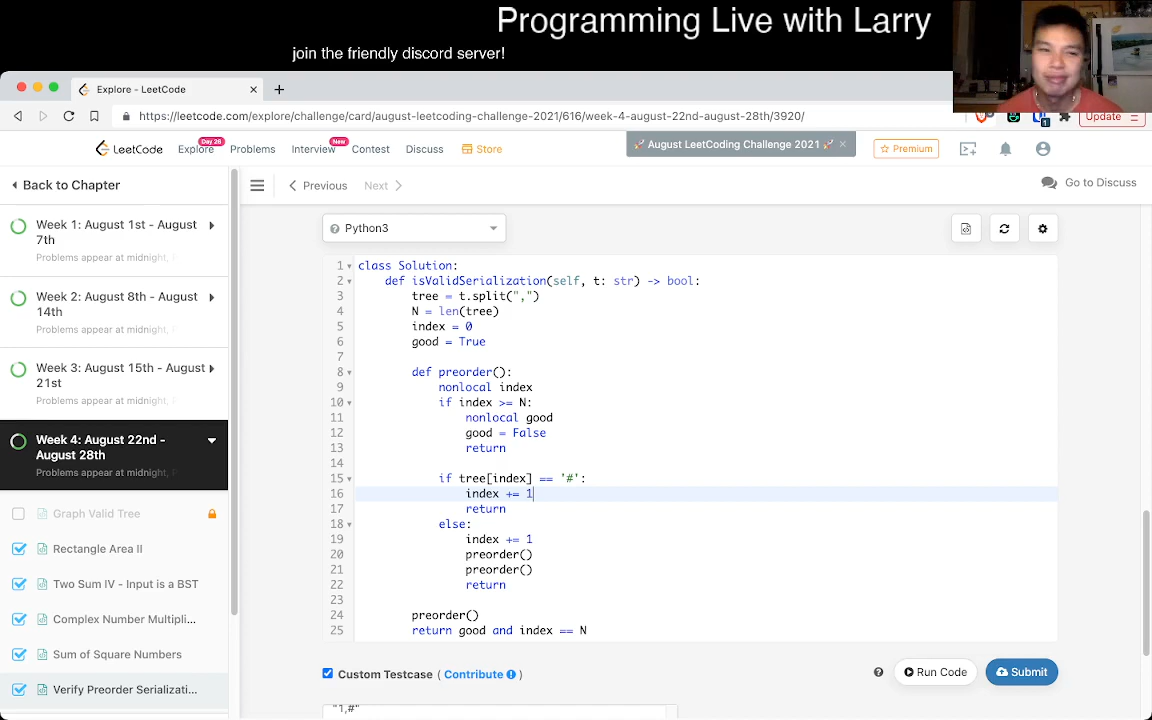 Programming Live with Larry
join the friendly discord server!
Explore - LeetCode
https://leetcode.com/explore/challenge/card/august-leetcoding-challenge-2021/616/week-4-august-22nd-august-28th/3920/
Update
LeetCode
Explore
Day 26
Problems
Interview
New
Contest
Discuss
Store
🚀 August LeetCoding Challenge 2021 🚀
Premium
Back to Chapter
Previous
Next
Go to Discuss
Week 1: August 1st - August
7th
Problems appear at midnight,
Week 2: August 8th - August
14th
Problems appear at midnight,
Week 3: August 15th - August
21st
Problems appear at midnight,
Week 4: August 22nd -
August 28th
Problems appear at midnight,
Graph Valid Tree
Rectangle Area II
Two Sum IV - Input is a BST
Complex Number Multipli...
Sum of Square Numbers
Verify Preorder Serializati...
Python3
1 class Solution:
2 def isValidSerialization(self, t: str) -> bool:
3 tree = t.split(",")
4 N = len(tree)
5 index = 0
6 good = True
7
8 def preorder():
9 nonlocal index
10 if index >= N:
11 nonlocal good
12 good = False
13 return
14
15 if tree[index] == '#':
16 index += 1
17 return
18 else:
19 index += 1
20 preorder()
21 preorder()
22 return
23
24 preorder()
25 return good and index == N
Custom Testcase ( Contribute )
Run Code
Submit
"1,#"